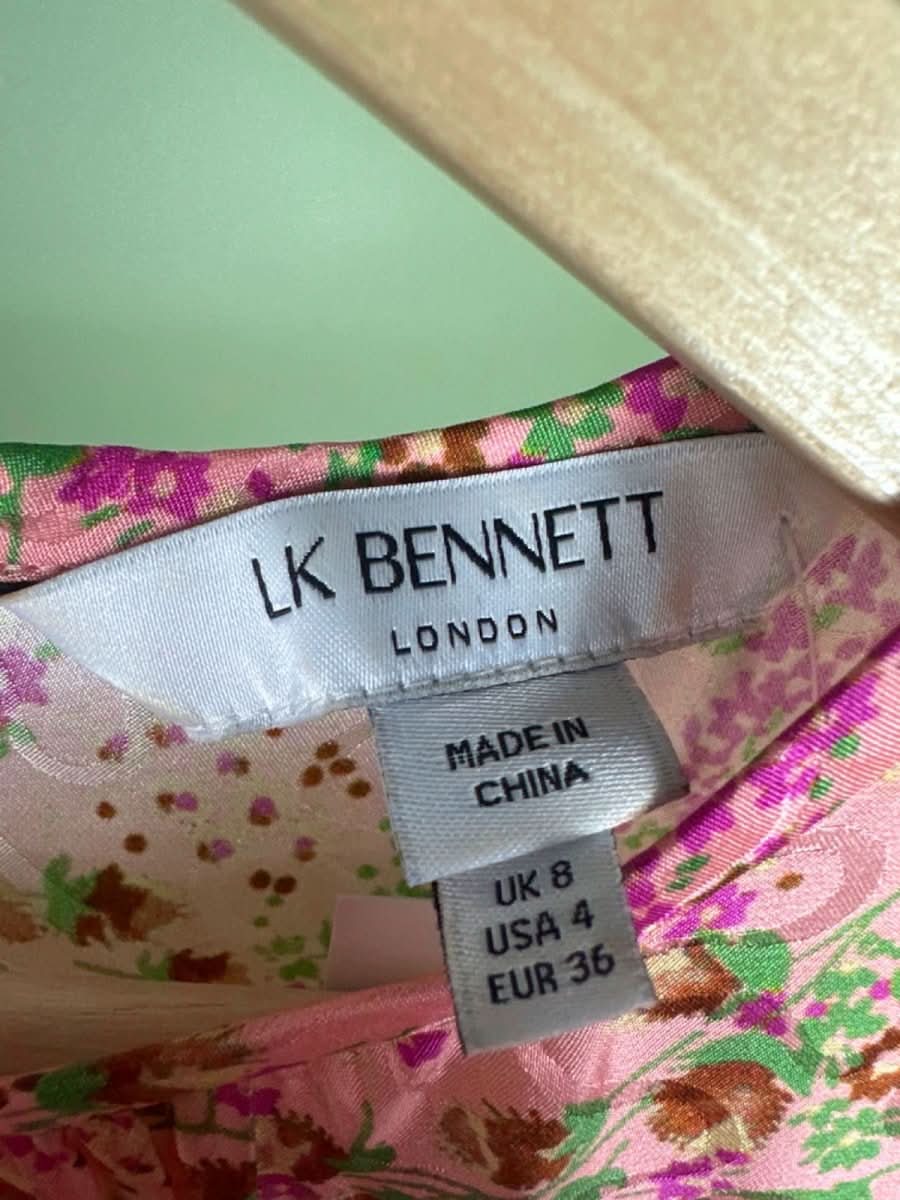 LK BENNETT
LONDON
MADE IN
CHINA
UK 8
USA 4
EUR 36